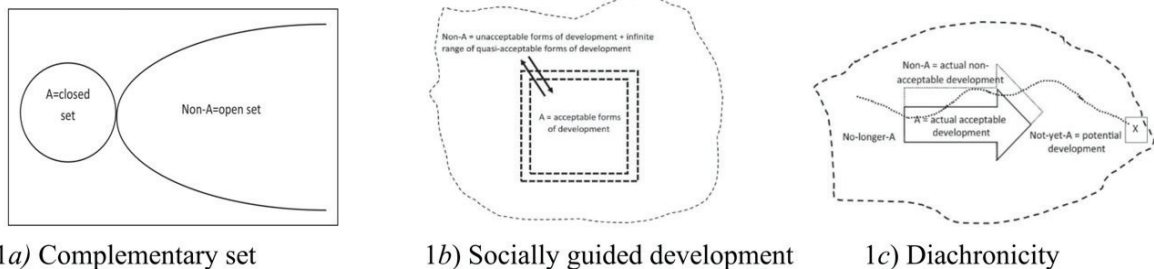 A=closed
set
Non-A=open set
Non-A = unacceptable forms of development + infinite
range of quasi-acceptable forms of development
A = acceptable forms
of development
Non-A = actual non-
acceptable development
No-longer-A
A = actual acceptable
development
Not-yet-A = potential
development
X
1a) Complementary set
1b) Socially guided development
1c) Diachronicity